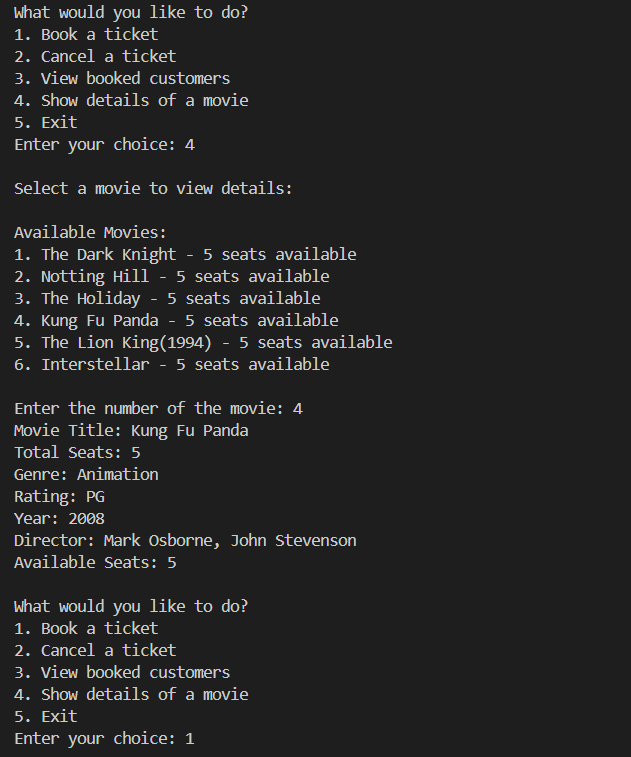 What would you like to do?
1. Book a ticket
2. Cancel a ticket
3. View booked customers
4. Show details of a movie
5. Exit
Enter your choice: 4
Select a movie to view details:
Available Movies:
1. The Dark Knight - 5 seats available
2. Notting Hill - 5 seats available
3. The Holiday - 5 seats available
4. Kung Fu Panda - 5 seats available
5. The Lion King(1994) - 5 seats available
6. Interstellar - 5 seats available
Enter the number of the movie: 4
Movie Title: Kung Fu Panda
Total Seats: 5
Genre: Animation
Rating: PG
Year: 2008
Director: Mark Osborne, John Stevenson
Available Seats: 5
What would you like to do?
1. Book a ticket
2. Cancel a ticket
3. View booked customers
4. Show details of a movie
5. Exit
Enter your choice: 1